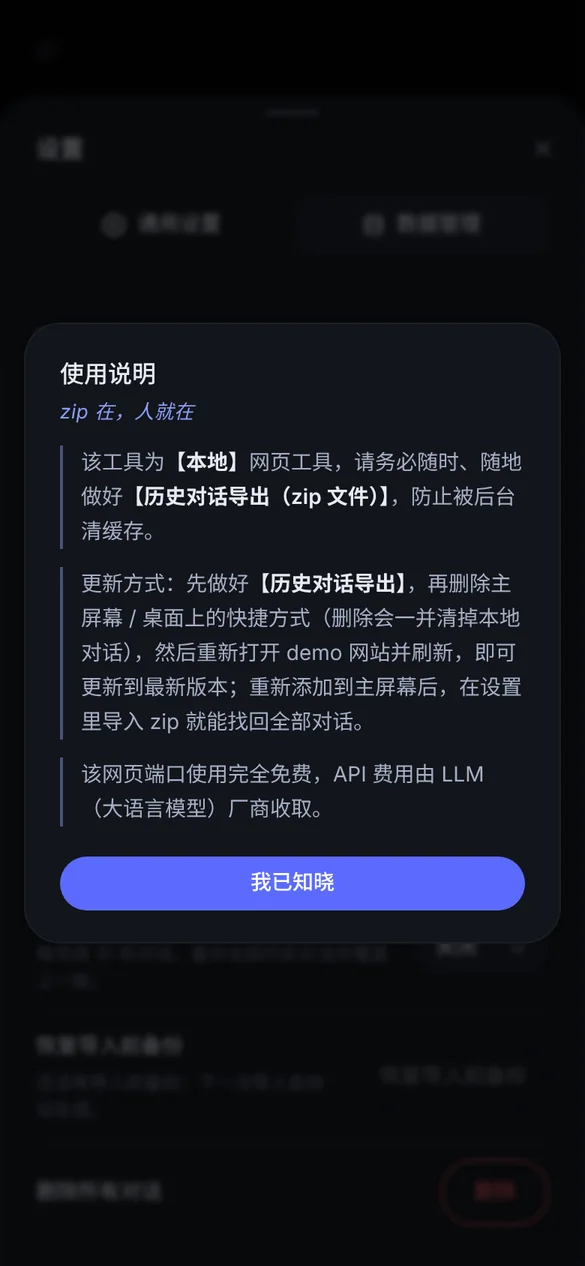 设置
通用设置
数据管理
使用说明
zip 在，人就在
该工具为【本地】网页工具，请务必随时、随地
做好【历史对话导出（zip 文件）】，防止被后台
清缓存。
更新方式：先做好【历史对话导出】，再删除主
屏幕 / 桌面上的快捷方式（删除会一并清掉本地
对话），然后重新打开 demo 网站并刷新，即可
更新到最新版本；重新添加到主屏幕后，在设置
里导入 zip 就能找回全部对话。
该网页端口使用完全免费，API 费用由 LLM
（大语言模型）厂商收取。
我已知晓
恢复导入前备份
恢复导入前备份
删除所有对话
删除